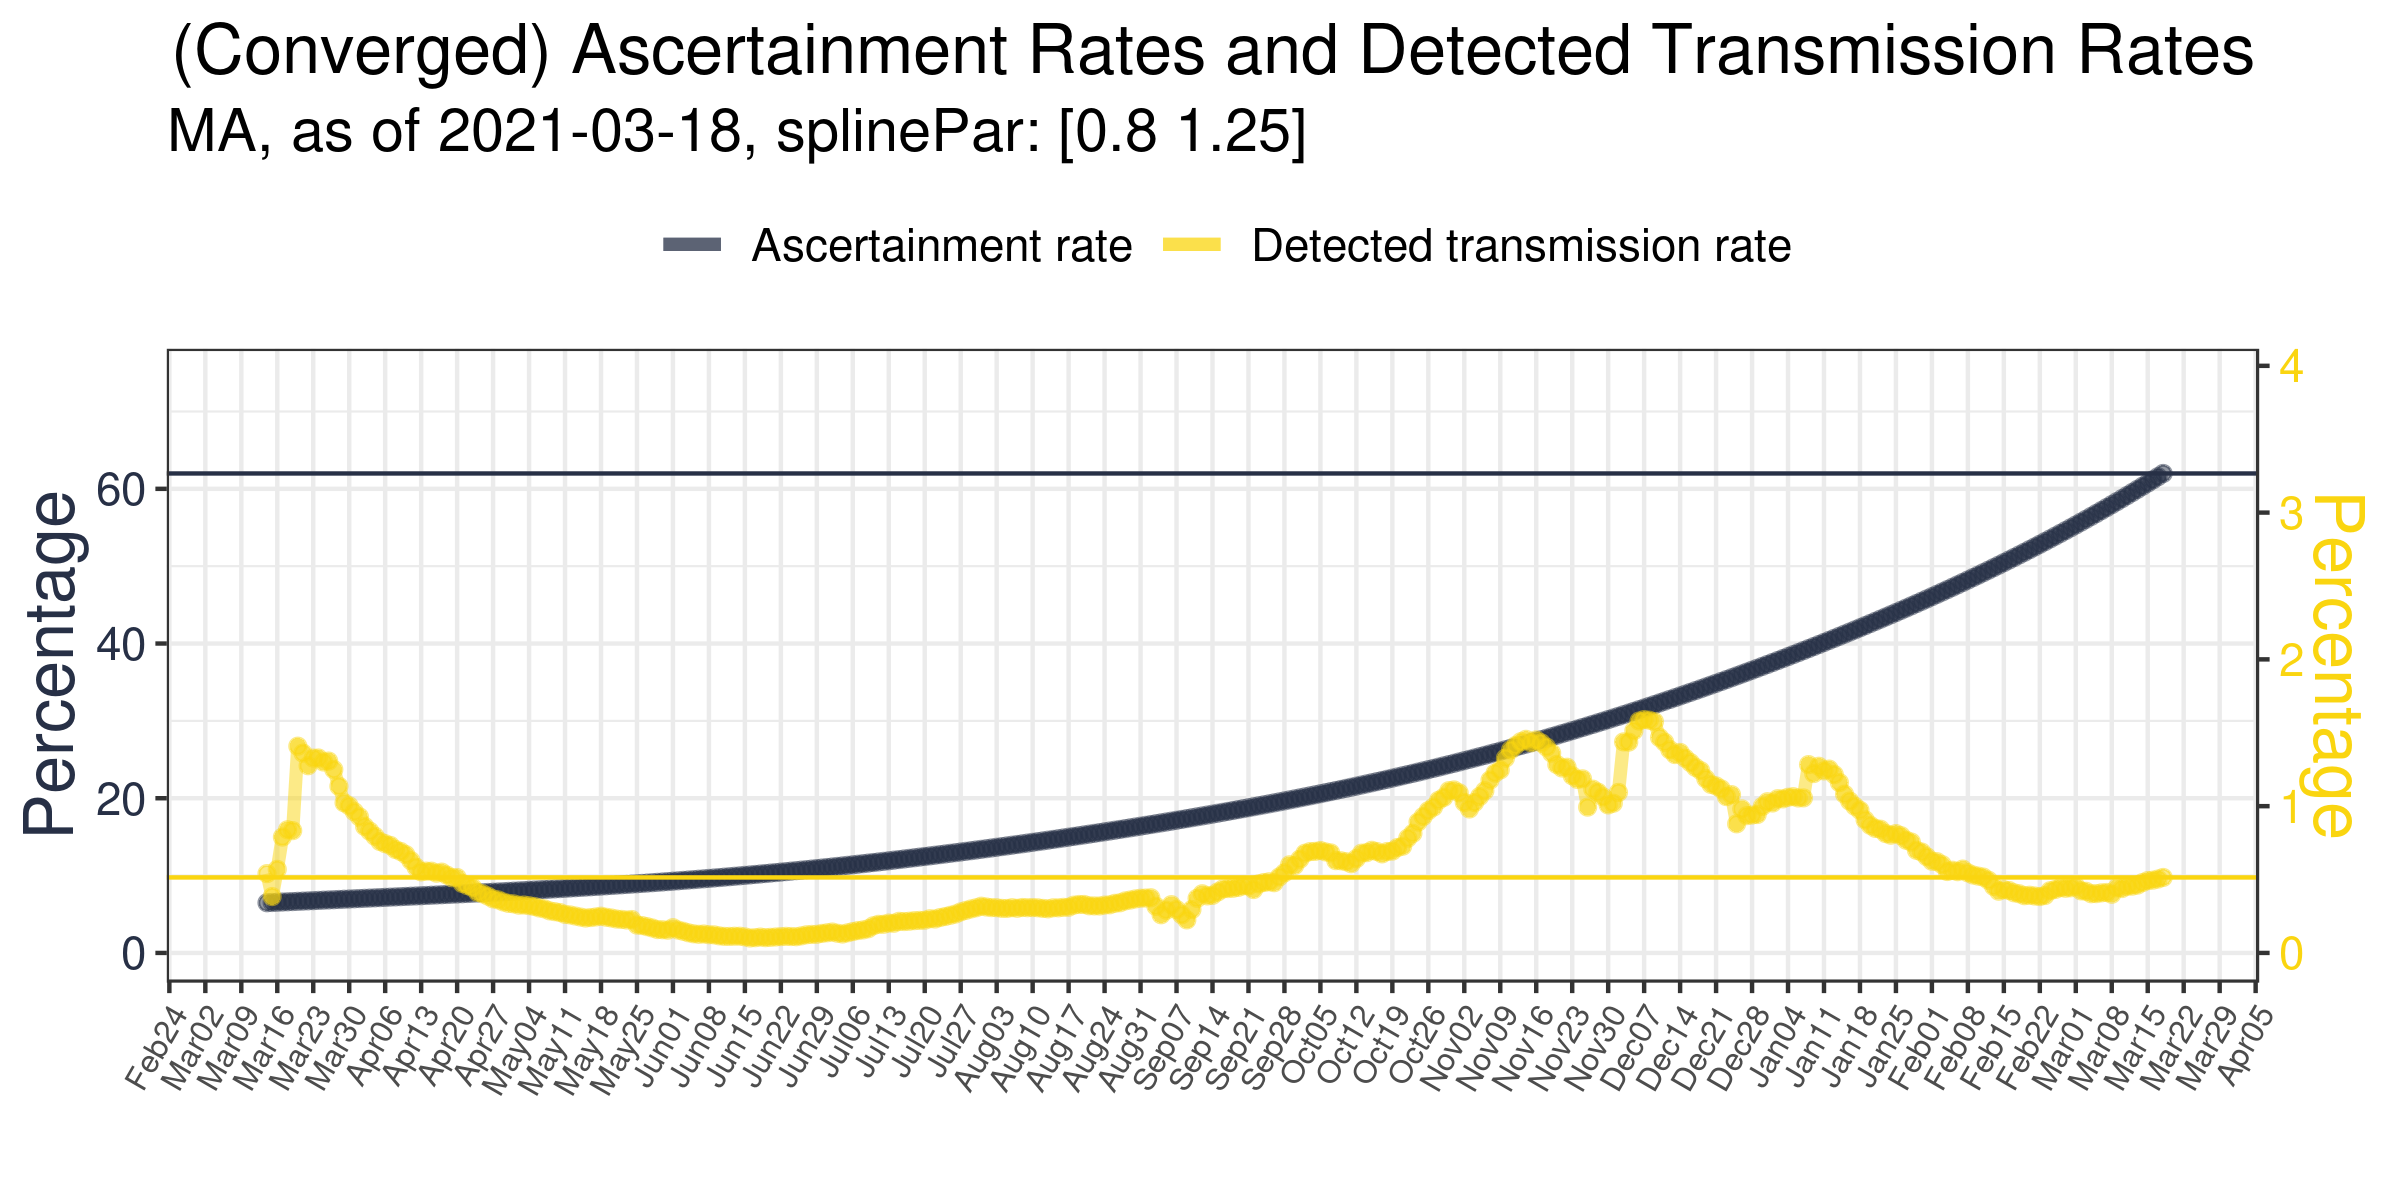 (Converged) Ascertainment Rates and Detected Transmission Rates
MA, as of 2021-03-18, splinePar: [0.8 1.25]
Ascertainment rate
Detected transmission rate
Percentage
60
40
20
0
4
3
2
1
0
Percentage
Feb24
Mar02
Mar09
Mar16
Mar23
Mar30
Apr06
Apr13
Apr20
Apr27
May04
May11
May18
May25
Jun01
Jun08
Jun15
Jun22
Jun29
Jul06
Jul13
Jul20
Jul27
Aug03
Aug10
Aug17
Aug24
Aug31
Sep07
Sep14
Sep21
Sep28
Oct05
Oct12
Oct19
Oct26
Nov02
Nov09
Nov16
Nov23
Nov30
Dec07
Dec14
Dec21
Dec28
Jan04
Jan11
Jan18
Jan25
Feb01
Feb08
Feb15
Feb22
Mar01
Mar08
Mar15
Mar22
Mar29
Apr05